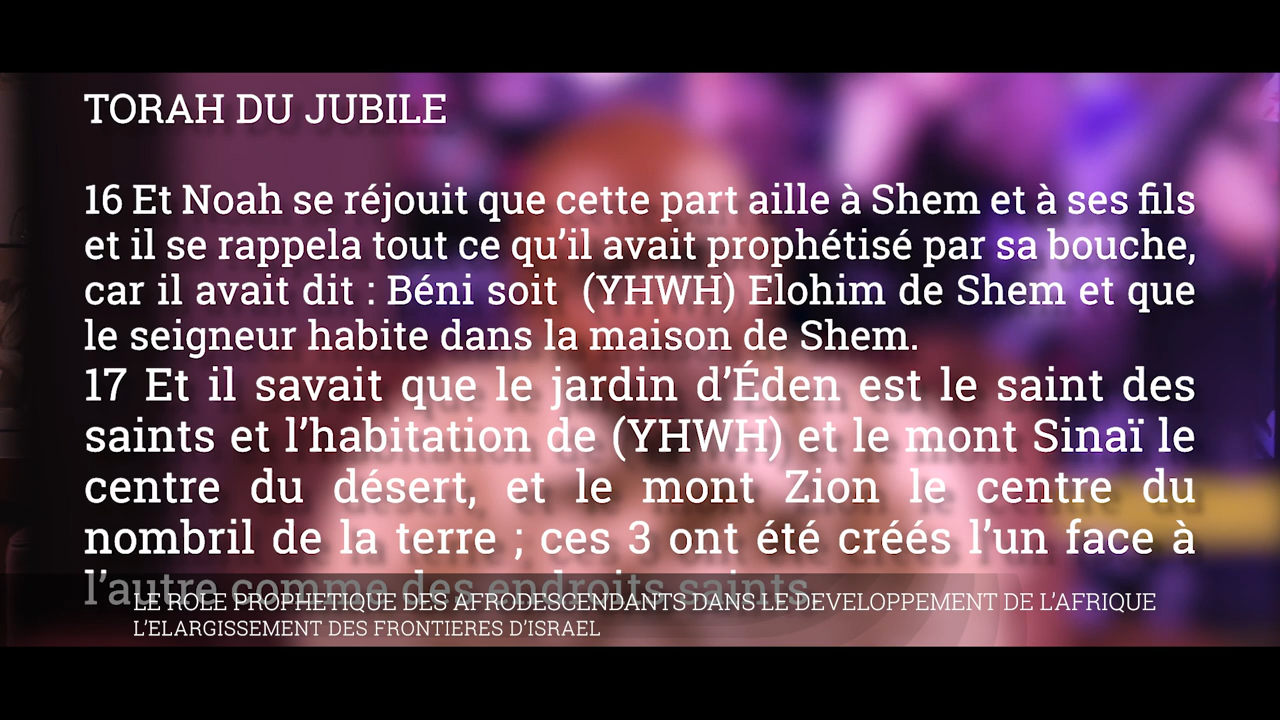 TORAH DU JUBILE
16 Et Noah se réjouit que cette part aille à Shem et à ses fils
et il se rappela tout ce qu’il avait prophétisé par sa bouche,
car il avait dit : Béni soit (YHWH) Elohim de Shem et que
le seigneur habite dans la maison de Shem.
17 Et il savait que le jardin d’Éden est le saint des
saints et l’habitation de (YHWH) et le mont Sinaï le
centre du désert, et le mont Zion le centre du
nombril de la terre ; ces 3 ont été créés l’un face à
l’autre comme des endroits saints
LE ROLE PROPHETIQUE DES AFRODESCENDANTS DANS LE DEVELOPPEMENT DE L’AFRIQUE
L’ELARGISSEMENT DES FRONTIERES D’ISRAEL